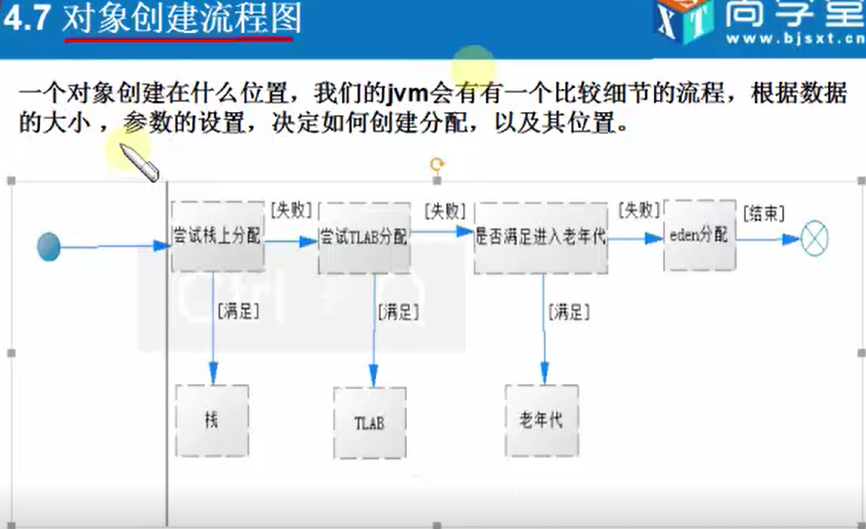 4.7 对象创建流程图
尚学堂
www.bjsxt.cn
一个对象创建在什么位置，我们的jvm会有有一个比较细节的流程，根据数据
的大小 ，参数的设置，决定如何创建分配，以及其位置。
尝试栈上分配
[失败]
尝试TLAB分配
[失败]
是否满足进入老年代
[失败]
eden分配
[结束]
[满足]
[满足]
[满足]
栈
TLAB
老年代
Ctrl +